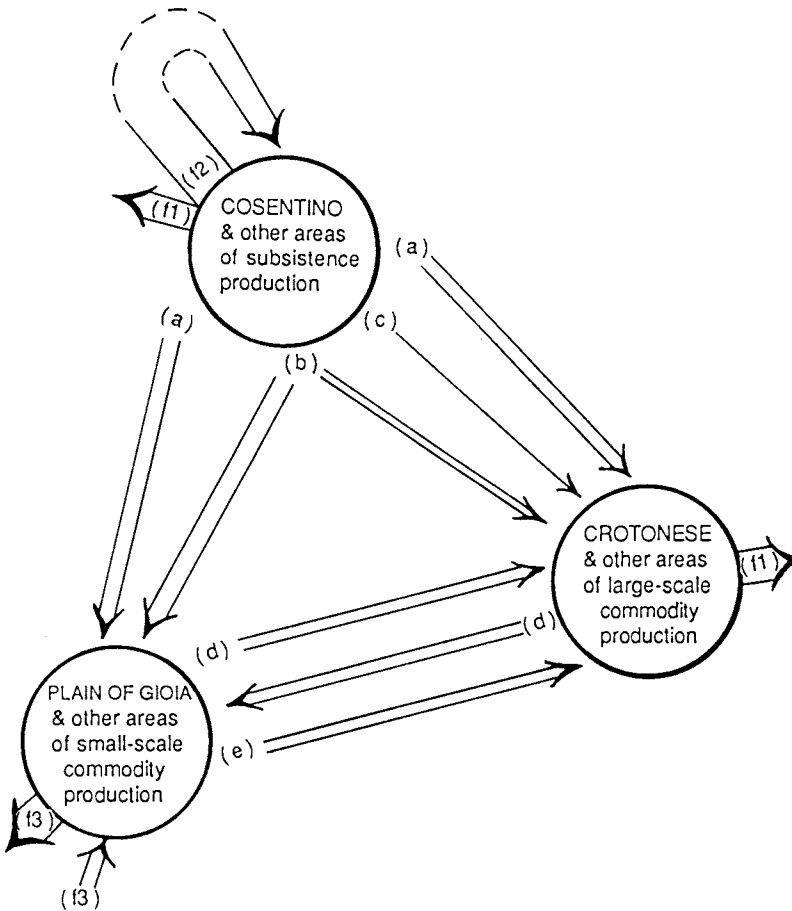 (f2)
(f1)
COSENTINO
& other areas
of subsistence
production
(a)
(a)
(c)
(b)
CROTONESE
& other areas
of large-scale
commodity
production
(f1)
(d)
(d)
PLAIN OF GIOIA
& other areas
of small-scale
commodity
production
(e)
(f3)
(f3)